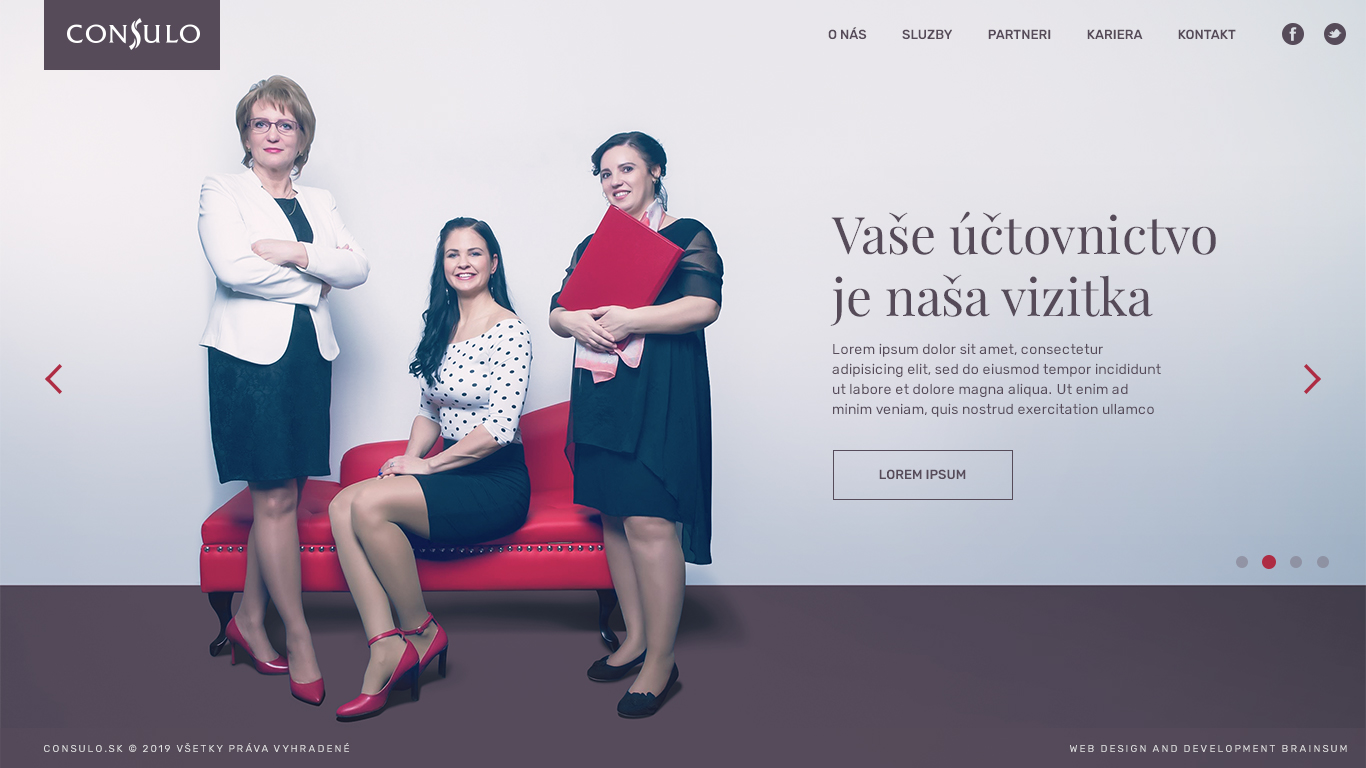 CONSULO
O NÁS SLUZBY PARTNERI KARIERA KONTAKT
Vaše účtovnictvo
je naša vizitka
Lorem ipsum dolor sit amet, consectetur
adipisicing elit, sed do eiusmod tempor incididunt
ut labore et dolore magna aliqua. Ut enim ad
minim veniam, quis nostrud exercitation ullamco
LOREM IPSUM
CONSULO.SK © 2019 VŠETKY PRÁVA VYHRADENÉ
WEB DESIGN AND DEVELOPMENT BRAINSUM